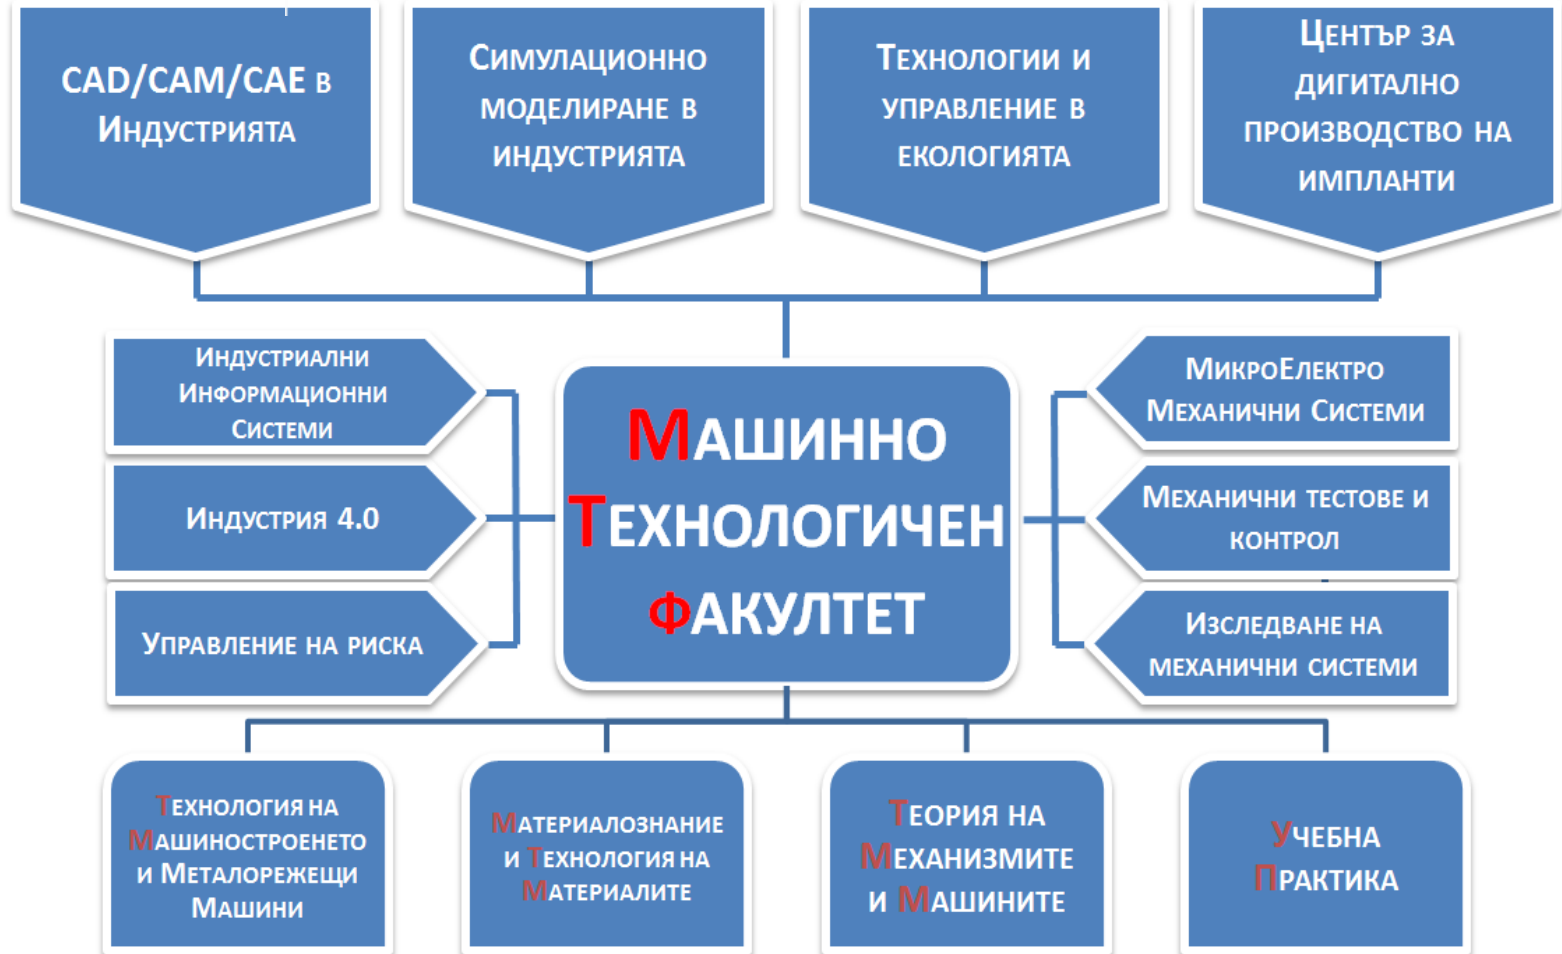 CAD/CAM/CAE в
Индустрията
Симулационно
моделиране в
индустрията
Технологии и
управление в
екологията
Център за
дигитално
производство на
импланти
Индустриални
Информационни
Системи
Индустрия 4.0
Управление на риска
Машинно
Технологичен
Факултет
МикроЕлектро
Механични Системи
Механични тестове и
контрол
Изследване на
механични системи
Технология на
Машиностроенето
и Металорежещи
Машини
Материалознание
и Технология на
Материалите
Теория на
Механизмите
и Машините
Учебна
Практика